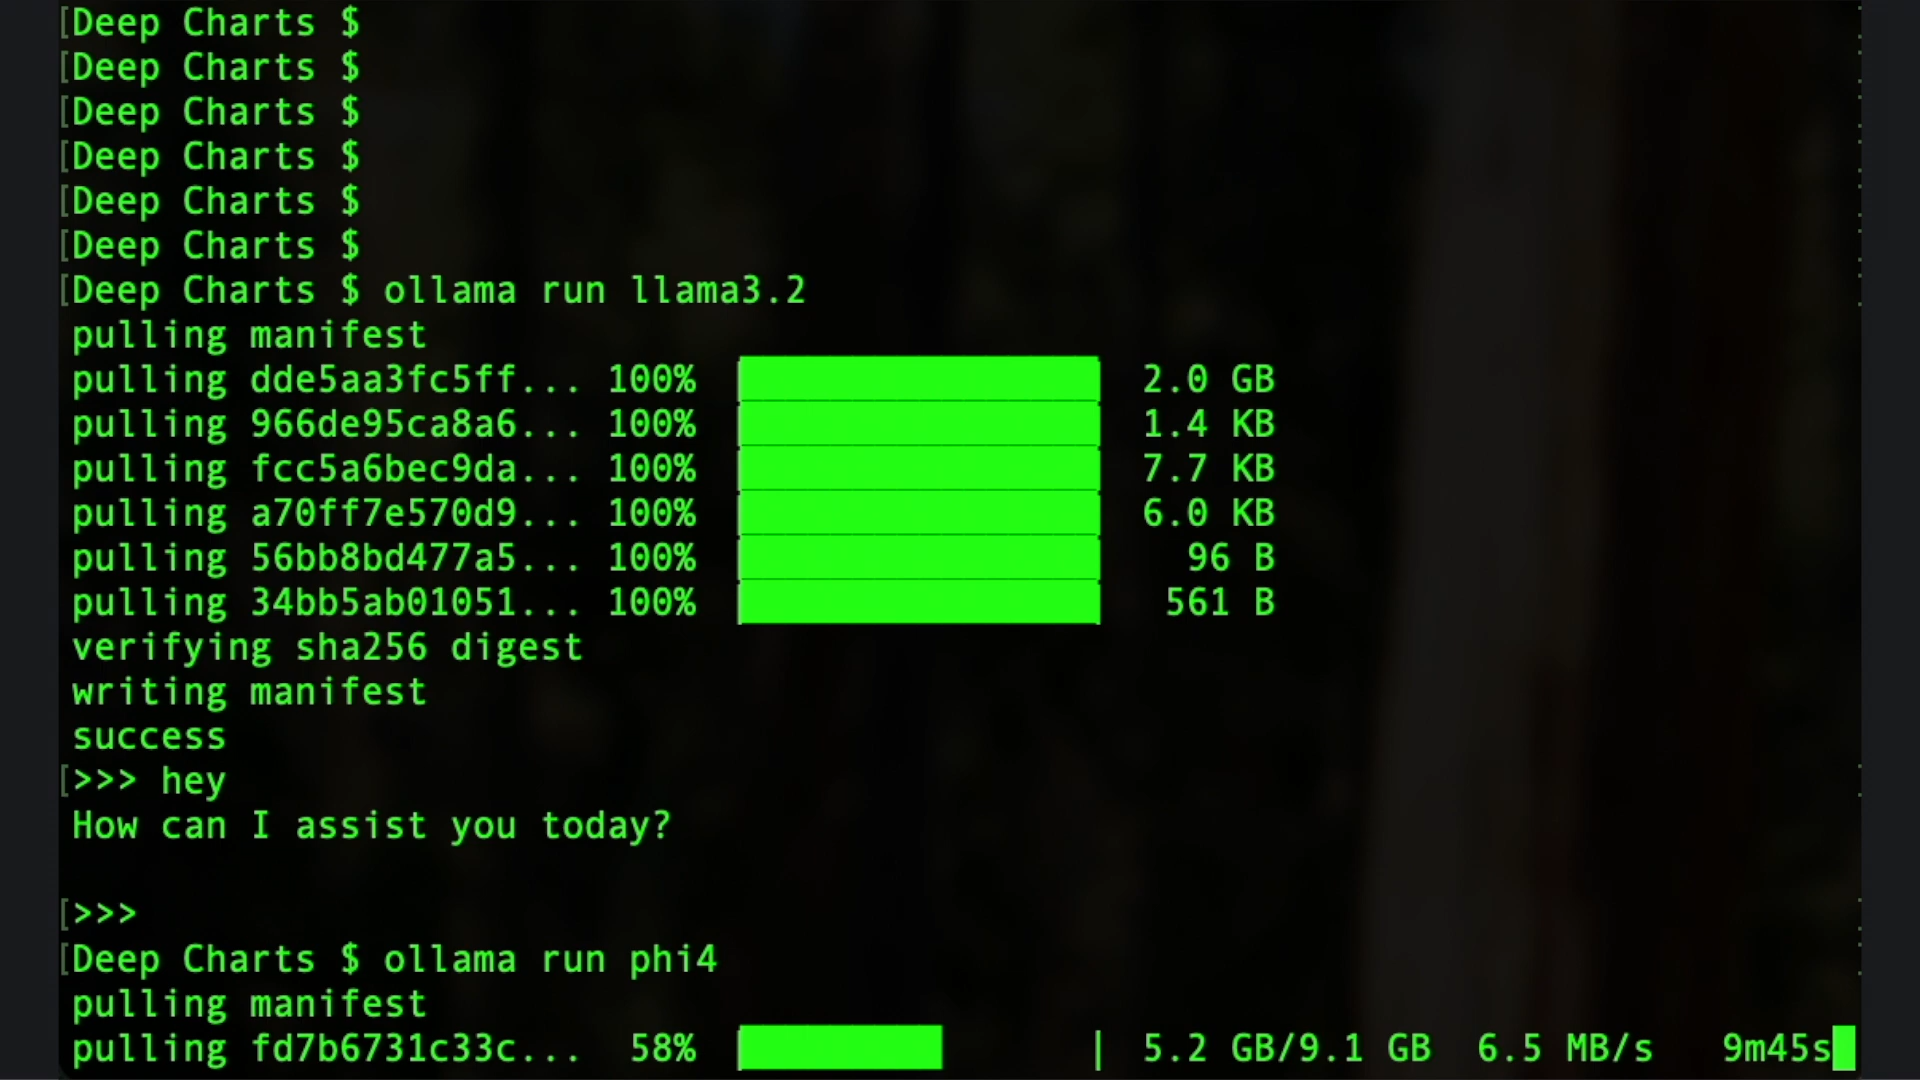 [Deep Charts $
[Deep Charts $
[Deep Charts $
[Deep Charts $
[Deep Charts $
[Deep Charts $
[Deep Charts $ ollama run llama3.2
pulling manifest
pulling dde5aa3fc5ff... 100% 2.0 GB
pulling 966de95ca8a6... 100% 1.4 KB
pulling fcc5a6bec9da... 100% 7.7 KB
pulling a70ff7e570d9... 100% 6.0 KB
pulling 56bb8bd477a5... 100% 96 B
pulling 34bb5ab01051... 100% 561 B
verifying sha256 digest
writing manifest
success
[>>> hey
How can I assist you today?
[>>>
[Deep Charts $ ollama run phi4
pulling manifest
pulling fd7b6731c33c... 58% | 5.2 GB/9.1 GB 6.5 MB/s 9m45s